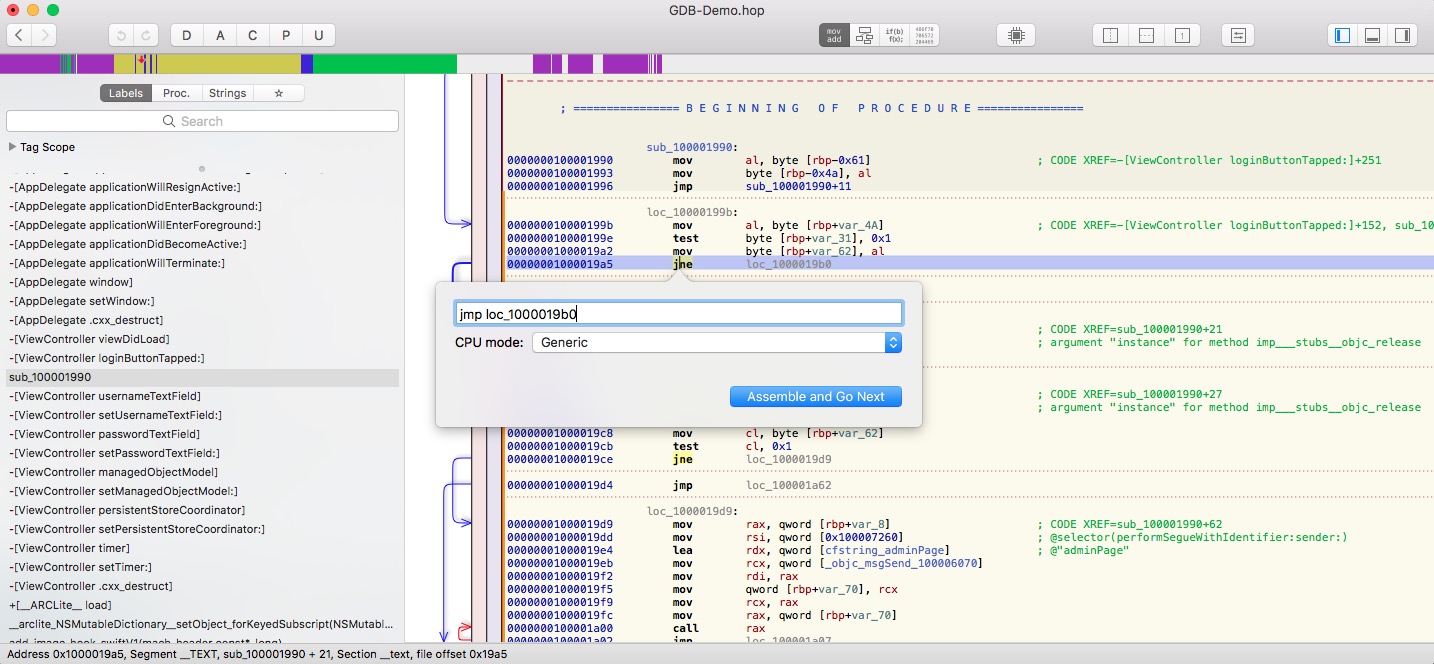 GDB-Demo.hop
D A C P U
mov
add
if(b)
f(x);
1
Labels Proc. Strings ☆
Search
Tag Scope
-[AppDelegate applicationWillResignActive:]
-[AppDelegate applicationDidEnterBackground:]
-[AppDelegate applicationWillEnterForeground:]
-[AppDelegate applicationDidBecomeActive:]
-[AppDelegate applicationWillTerminate:]
-[AppDelegate window]
-[AppDelegate setWindow:]
-[AppDelegate .cxx_destruct]
-[ViewController viewDidLoad]
-[ViewController loginButtonTapped:]
sub_100001990
-[ViewController usernameTextField]
-[ViewController setUsernameTextField:]
-[ViewController passwordTextField]
-[ViewController setPasswordTextField:]
-[ViewController managedObjectModel]
-[ViewController setManagedObjectModel:]
-[ViewController persistentStoreCoordinator]
-[ViewController setPersistentStoreCoordinator:]
-[ViewController timer]
-[ViewController setTimer:]
-[ViewController .cxx_destruct]
+[__ARCLite__ load]
__arclite_NSMutableDictionary__setObject_forKeyedSubscript(NSMutabl...
add_image_hook_swiftV1(mach_header const*, long)
; ================ B E G I N N I N G   O F   P R O C E D U R E ================
sub_100001990:
0000000100001990 mov al, byte [rbp-0x61] ; CODE XREF=-[ViewController loginButtonTapped:]+251
0000000100001993 mov byte [rbp-0x4a], al
0000000100001996 jmp sub_100001990+11
loc_10000199b:
000000010000199b mov al, byte [rbp+var_4A] ; CODE XREF=-[ViewController loginButtonTapped:]+152, sub_10
000000010000199e test byte [rbp+var_31], 0x1
00000001000019a2 mov byte [rbp+var_62], al
00000001000019a5 jne loc_1000019b0
jmp loc_1000019b0
CPU mode: Generic
Assemble and Go Next
; CODE XREF=sub_100001990+21
; argument "instance" for method imp___stubs__objc_release
; CODE XREF=sub_100001990+27
; argument "instance" for method imp___stubs__objc_release
00000001000019c8 mov cl, byte [rbp+var_62]
00000001000019cb test cl, 0x1
00000001000019ce jne loc_1000019d9
00000001000019d4 jmp loc_100001a62
loc_1000019d9:
00000001000019d9 mov rax, qword [rbp+var_8] ; CODE XREF=sub_100001990+62
00000001000019dd mov rsi, qword [0x100007260] ; @selector(performSegueWithIdentifier:sender:)
00000001000019e4 lea rdx, qword [cfstring_adminPage] ; @"adminPage"
00000001000019eb mov rcx, qword [_objc_msgSend_100006070]
00000001000019f2 mov rdi, rax
00000001000019f5 mov qword [rbp+var_70], rcx
00000001000019f9 mov rcx, rax
00000001000019fc mov rax, qword [rbp+var_70]
0000000100001a00 call rax
0000000100001a02 jmp loc_100001a07
Address 0x1000019a5, Segment __TEXT, sub_100001990 + 21, Section __text, file offset 0x19a5